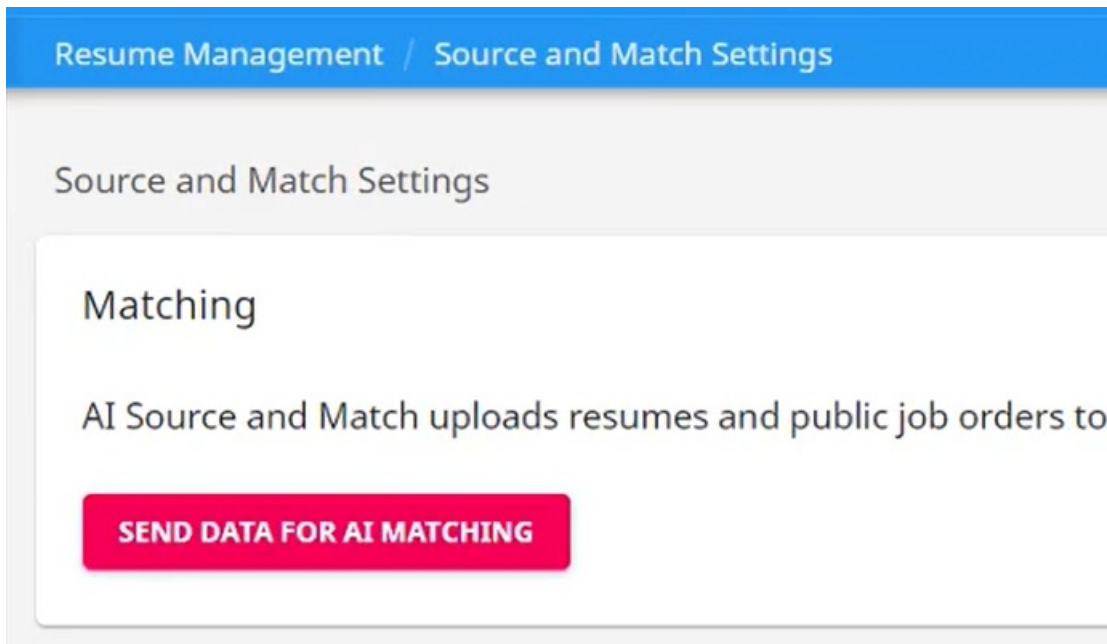 Resume Management / Source and Match Settings
Source and Match Settings
Matching
AI Source and Match uploads resumes and public job orders to
SEND DATA FOR AI MATCHING